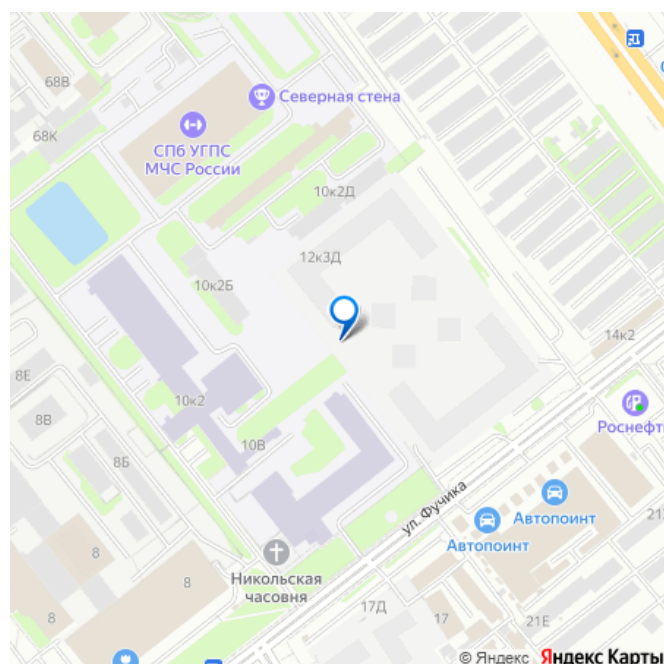 68В
Северная стена
68К
СПб УГПС
МЧС России
10к2Д
12к3Д
10к2Б
14к2
8Е
10к2
Роснефть
8В
10В
8Б
ул. Фучика
Автопоинт
Автопоинт
8
Никольская
часовня
8
17Д
17
21Е
8
© Яндекс Яндекс Карты